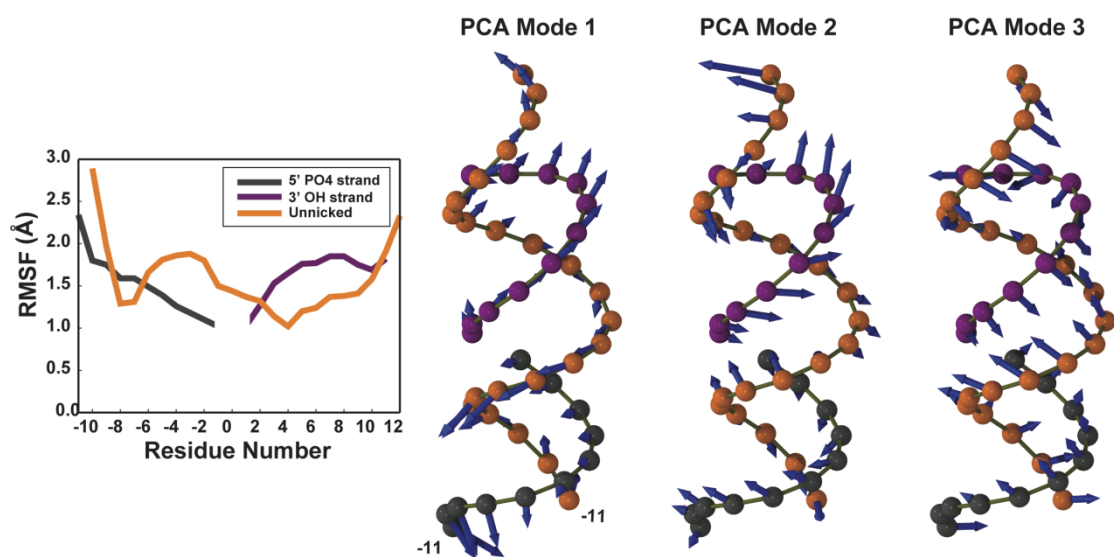 PCA Mode 1
PCA Mode 2
PCA Mode 3
3.0
2.5
2.0
1.5
1.0
0.5
0.0
RMSF (Å)
5' PO4 strand
3' OH strand
Unnicked
-10 -8 -6 -4 -2 0 2 4 6 8 10 12
Residue Number
-11
-11